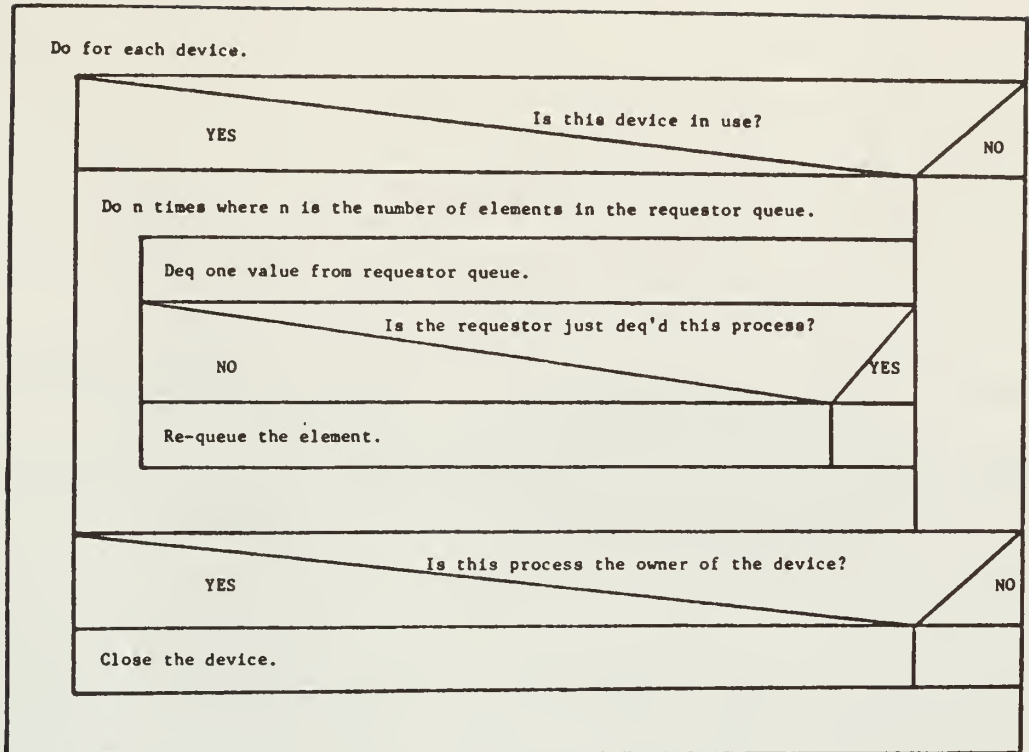 Do for each device.
Is this device in use?
YES
NO
Do n times where n is the number of elements in the requestor queue.
Deq one value from requestor queue.
Is the requestor just deq'd this process?
NO
YES
Re-queue the element.
Is this process the owner of the device?
YES
NO
Close the device.